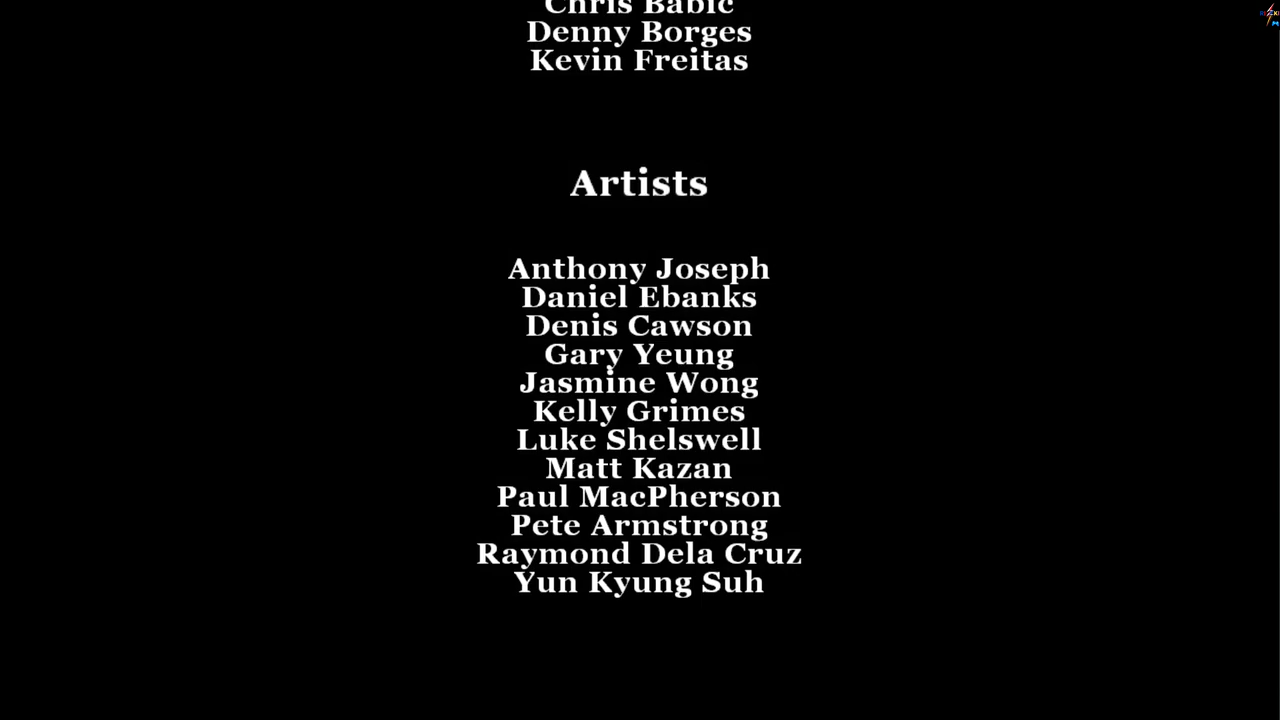 Chris Babic
Denny Borges
Kevin Freitas
Artists
Anthony Joseph
Daniel Ebanks
Denis Cawson
Gary Yeung
Jasmine Wong
Kelly Grimes
Luke Shelswell
Matt Kazan
Paul MacPherson
Pete Armstrong
Raymond Dela Cruz
Yun Kyung Suh